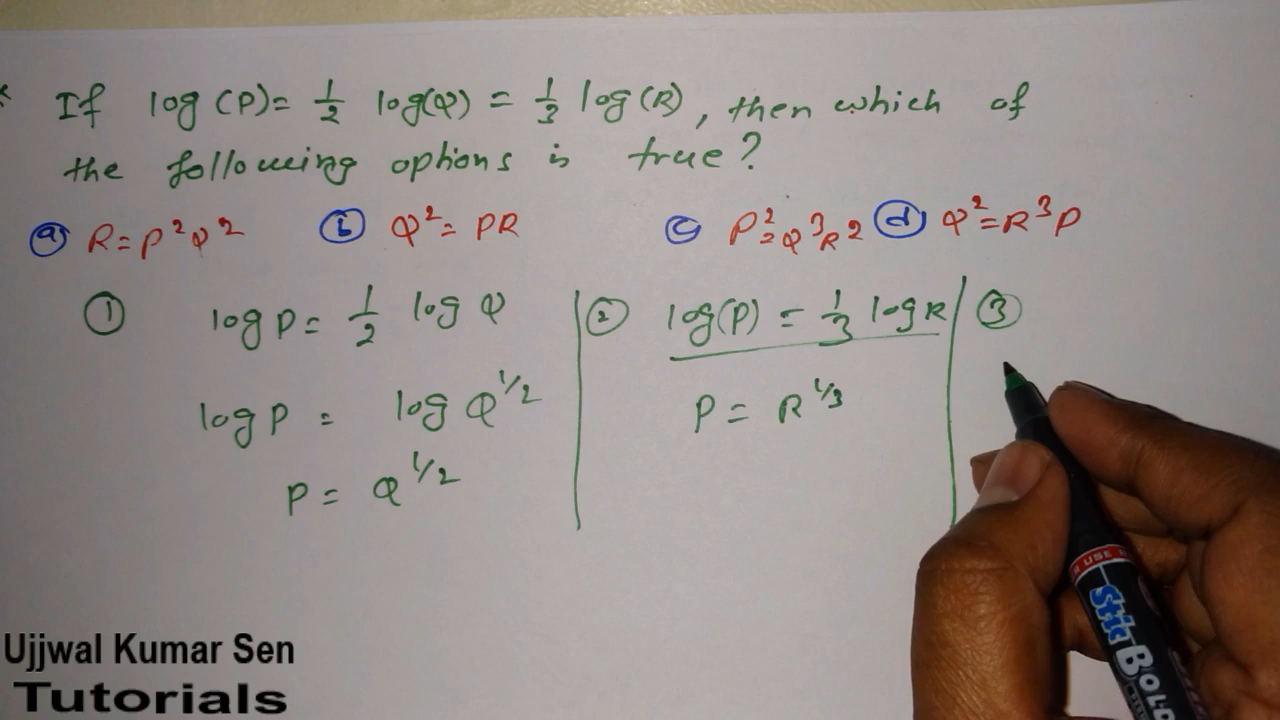 * If log (P) = 1/2 log(Q) = 1/3 log (R), then which of
the following options is true?
(a) R = P²Q² (b) Q² = PR (c) P² = Q³R² (d) Q² = R³P
① log P = 1/2 log Q
log P = log Q^1/2
P = Q^1/2
② log(P) = 1/3 log R
P = R^1/3
③
USE
Stic BOLD
Ujjwal Kumar Sen
Tutorials